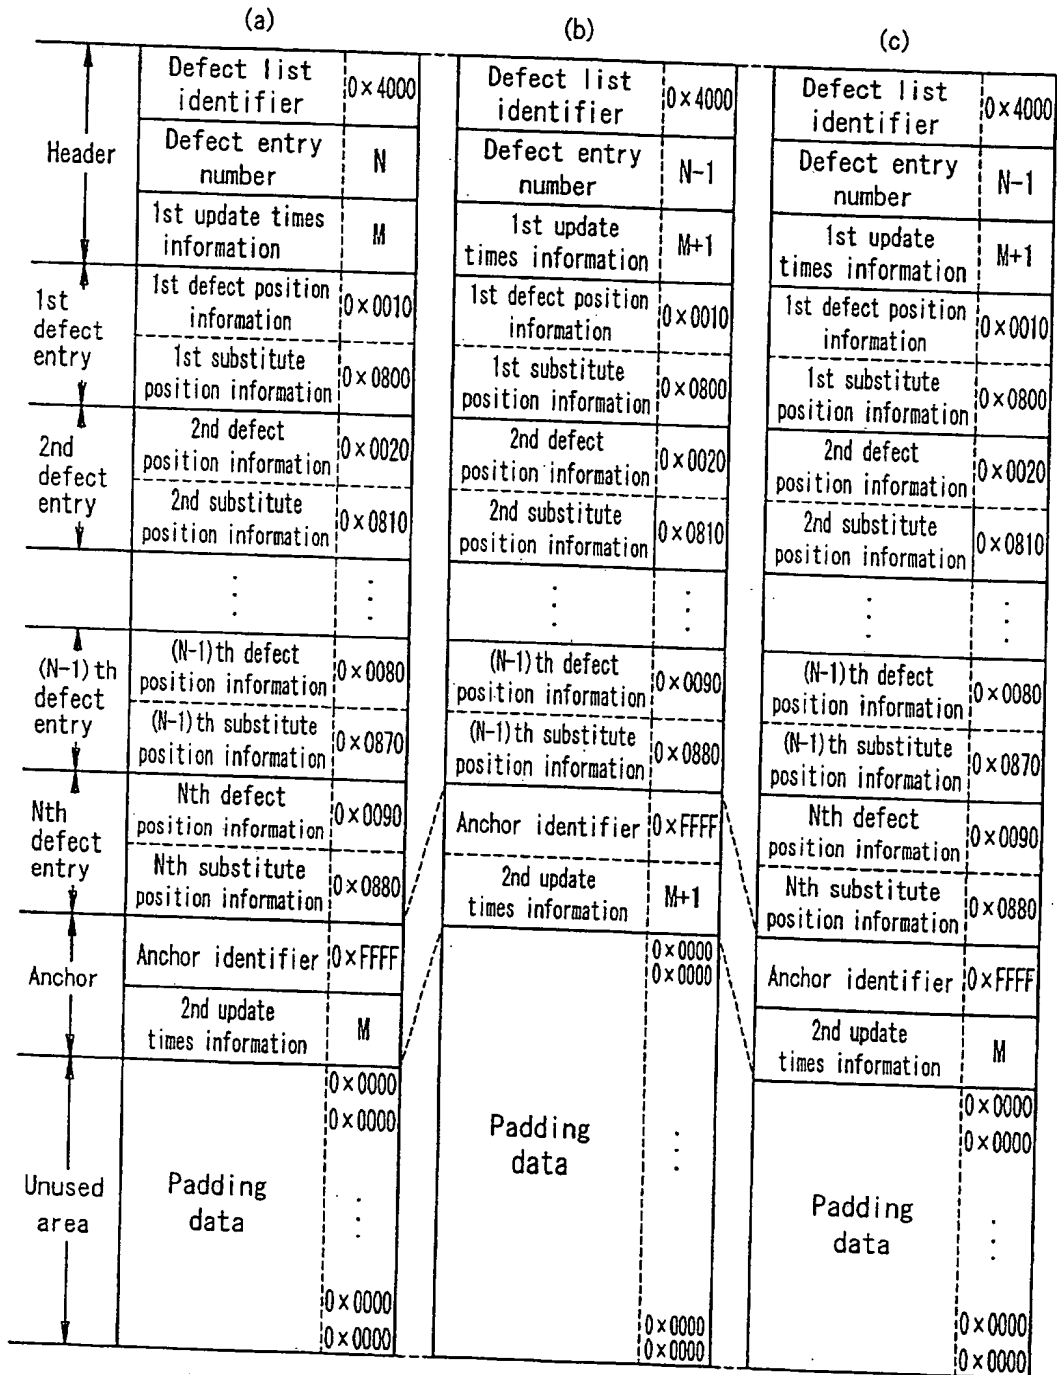 (a)
(b)
(c)
Header
1st
defect
entry
2nd
defect
entry
(N-1)th
defect
entry
Nth
defect
entry
Anchor
Unused
area
Defect list
identifier
0×4000
Defect entry
number
N
1st update times
information
M
1st defect position
information
0×0010
1st substitute
position information
0×0800
2nd defect
position information
0×0020
2nd substitute
position information
0×0810
(N-1)th defect
position information
0×0080
(N-1)th substitute
position information
0×0870
Nth defect
position information
0×0090
Nth substitute
position information
0×0880
Anchor identifier
0×FFFF
2nd update
times information
M
Padding
data
0×0000
0×0000
0×0000
0×0000
Defect list
identifier
0×4000
Defect entry
number
N-1
1st update
times information
M+1
1st defect position
information
0×0010
1st substitute
position information
0×0800
2nd defect
position information
0×0020
2nd substitute
position information
0×0810
(N-1)th defect
position information
0×0090
(N-1)th substitute
position information
0×0880
Anchor identifier
0×FFFF
2nd update
times information
M+1
Padding
data
0×0000
0×0000
0×0000
0×0000
Defect list
identifier
0×4000
Defect entry
number
N-1
1st update
times information
M+1
1st defect position
information
0×0010
1st substitute
position information
0×0800
2nd defect
position information
0×0020
2nd substitute
position information
0×0810
(N-1)th defect
position information
0×0080
(N-1)th substitute
position information
0×0870
Nth defect
position information
0×0090
Nth substitute
position information
0×0880
Anchor identifier
0×FFFF
2nd update
times information
M
Padding
data
0×0000
0×0000
0×0000
0×0000